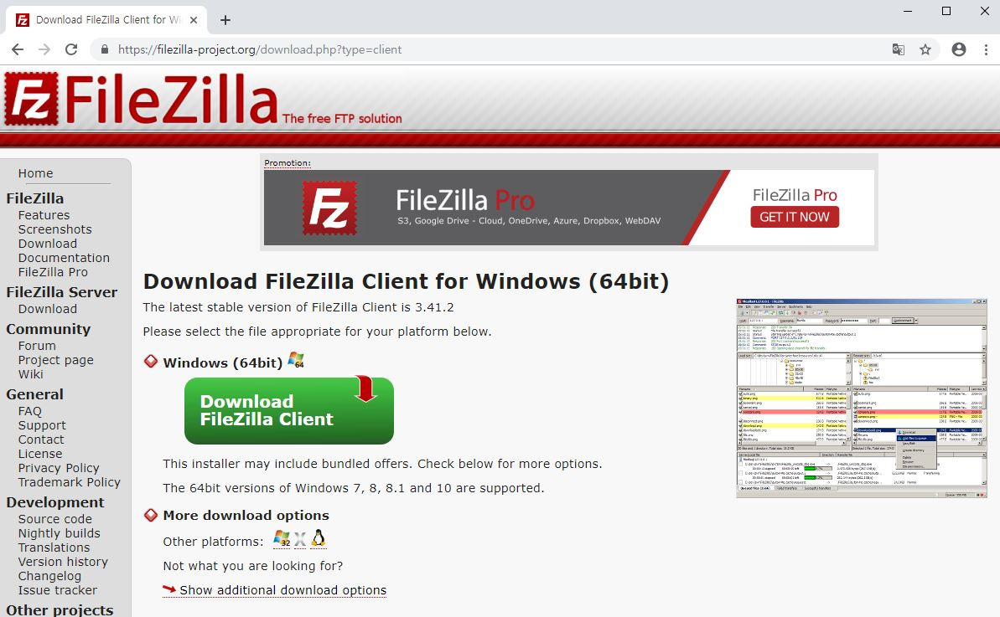 Download FileZilla Client for Wi
https://filezilla-project.org/download.php?type=client
FileZilla The free FTP solution
Promotion:
FileZilla Pro
S3, Google Drive - Cloud, OneDrive, Azure, Dropbox, WebDAV
FileZilla Pro
GET IT NOW
Home
FileZilla
Features
Screenshots
Download
Documentation
FileZilla Pro
FileZilla Server
Download
Community
Forum
Project page
Wiki
General
FAQ
Support
Contact
License
Privacy Policy
Trademark Policy
Development
Source code
Nightly builds
Translations
Version history
Changelog
Issue tracker
Other projects
Download FileZilla Client for Windows (64bit)
The latest stable version of FileZilla Client is 3.41.2
Please select the file appropriate for your platform below.
Windows (64bit) 64
Download
FileZilla Client
This installer may include bundled offers. Check below for more options.
The 64bit version of Windows 7, 8, 8.1 and 10 are supported.
More download options
Other platforms: 32
Not what you are looking for?
Show additional download options